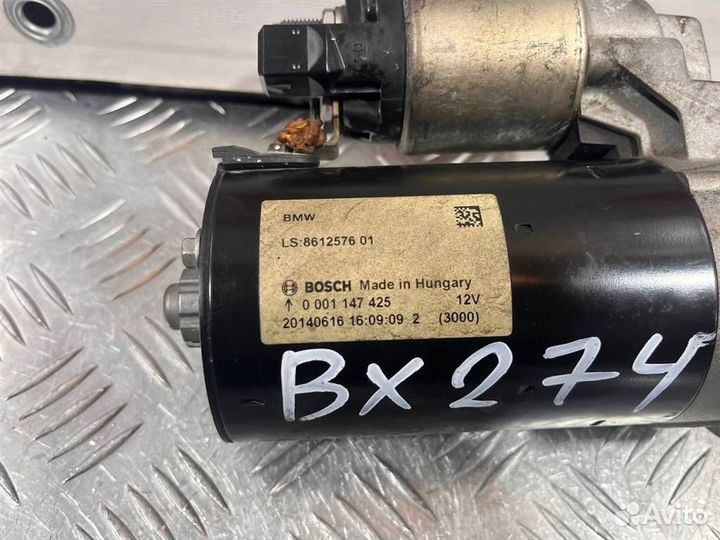 BMW
LS:8612576 01
BOSCH Made in Hungary
↑ 0 001 147 425 12V
20140616 16:09:09 2 (3000)
BX274
Avito